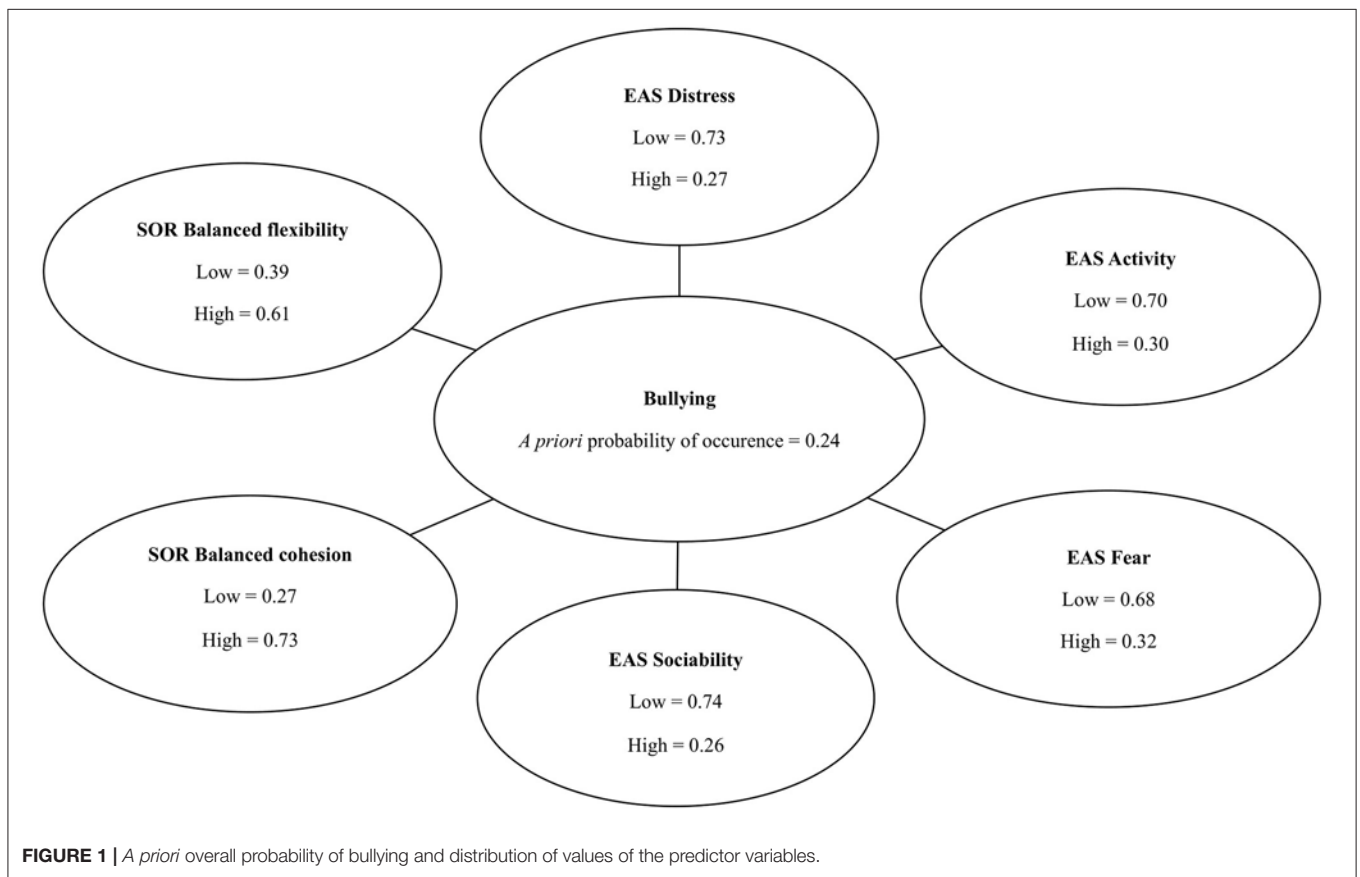 EAS Distress
Low = 0.73
High = 0.27
SOR Balanced flexibility
Low = 0.39
High = 0.61
EAS Activity
Low = 0.70
High = 0.30
Bullying
A priori probability of occurence = 0.24
SOR Balanced cohesion
Low = 0.27
High = 0.73
EAS Fear
Low = 0.68
High = 0.32
EAS Sociability
Low = 0.74
High = 0.26
FIGURE 1 | A priori overall probability of bullying and distribution of values of the predictor variables.